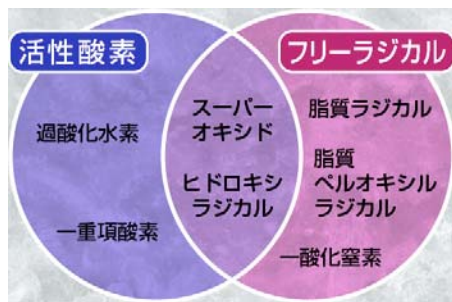 活性酸素
フリーラジカル
過酸化水素
一重項酸素
スーパー
オキシド
ヒドロキシ
ラジカル
脂質ラジカル
脂質
ペルオキシル
ラジカル
一酸化窒素